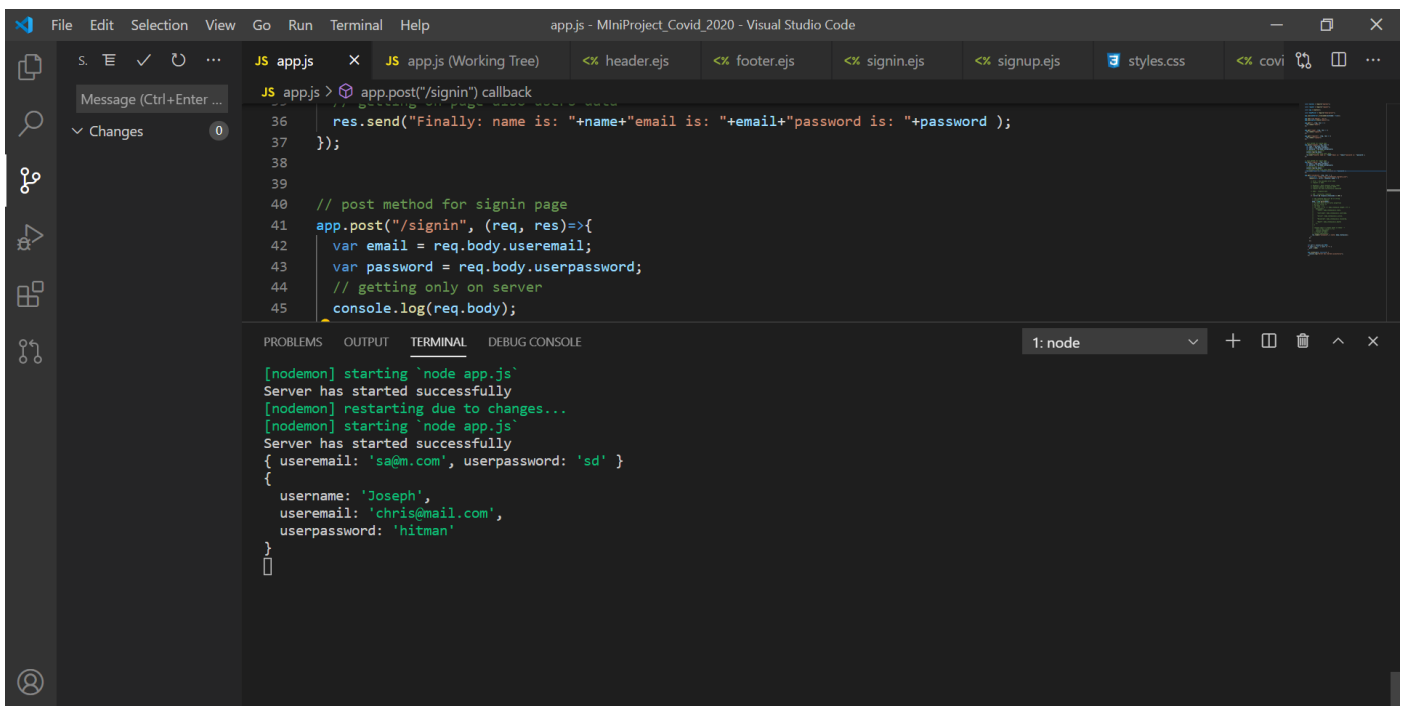 File Edit Selection View Go Run Terminal Help app.js - MIniProject_Covid_2020 - Visual Studio Code
S.
JS app.js JS app.js (Working Tree) <% header.ejs <% footer.ejs <% signin.ejs <% signup.ejs styles.css <% covi
Message (Ctrl+Enter ...
Changes 0
JS app.js > app.post("/signin") callback
36 res.send("Finally: name is: "+name+"email is: "+email+"password is: "+password );
37 });
38
39
40 // post method for signin page
41 app.post("/signin", (req, res)=>{
42 var email = req.body.useremail;
43 var password = req.body.userpassword;
44 // getting only on server
45 console.log(req.body);
PROBLEMS OUTPUT TERMINAL DEBUG CONSOLE 1: node
[nodemon] starting `node app.js`
Server has started successfully
[nodemon] restarting due to changes...
[nodemon] starting `node app.js`
Server has started successfully
{ useremail: 'sa@m.com', userpassword: 'sd' }
{
username: 'Joseph',
useremail: 'chris@mail.com',
userpassword: 'hitman'
}